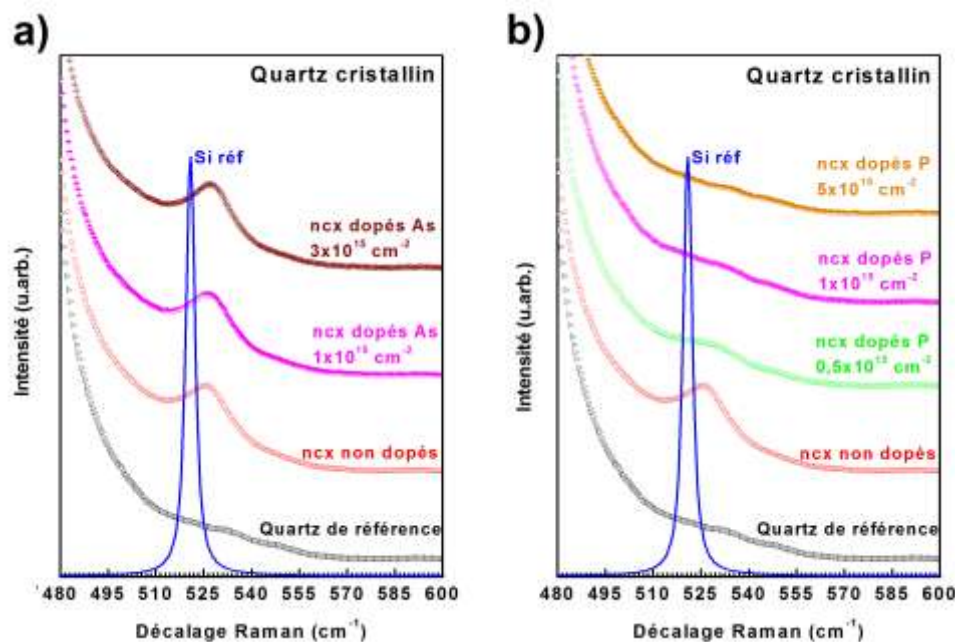 a)
Quartz cristallin
Si réf
ncx dopés As
3x10¹⁵ cm⁻²
ncx dopés As
1x10¹⁵ cm⁻²
ncx non dopés
Quartz de référence
Intensité (u.arb.)
480 495 510 525 540 555 570 585 600
Décalage Raman (cm⁻¹)
b)
Quartz cristallin
Si réf
ncx dopés P
5x10¹⁵ cm⁻²
ncx dopés P
1x10¹⁵ cm⁻²
ncx dopés P
0,5x10¹⁵ cm⁻²
ncx non dopés
Quartz de référence
Intensité (u.arb.)
480 495 510 525 540 555 570 585 600
Décalage Raman (cm⁻¹)